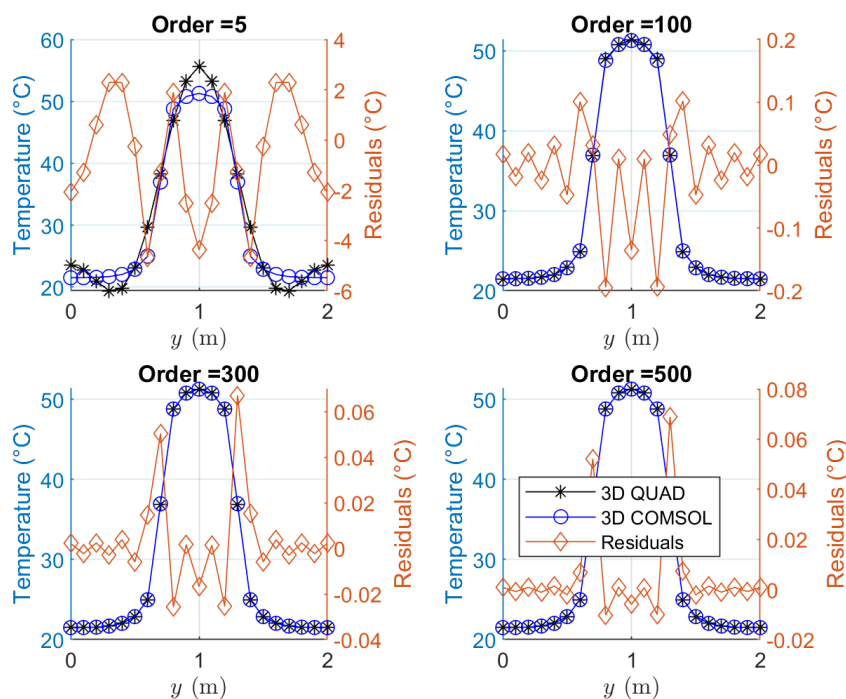 Order =5
60
50
40
30
20
Temperature (°C)
4
2
0
-2
-4
-6
Residuals (°C)
0
1
2
y (m)
Order =100
50
40
30
20
Temperature (°C)
0.2
0.1
0
-0.1
-0.2
Residuals (°C)
0
1
2
y (m)
Order =300
50
40
30
20
Temperature (°C)
0.06
0.04
0.02
0
-0.02
-0.04
Residuals (°C)
0
1
2
y (m)
Order =500
50
40
30
20
Temperature (°C)
0.08
0.06
0.04
0.02
0
-0.02
Residuals (°C)
3D QUAD
3D COMSOL
Residuals
0
1
2
y (m)